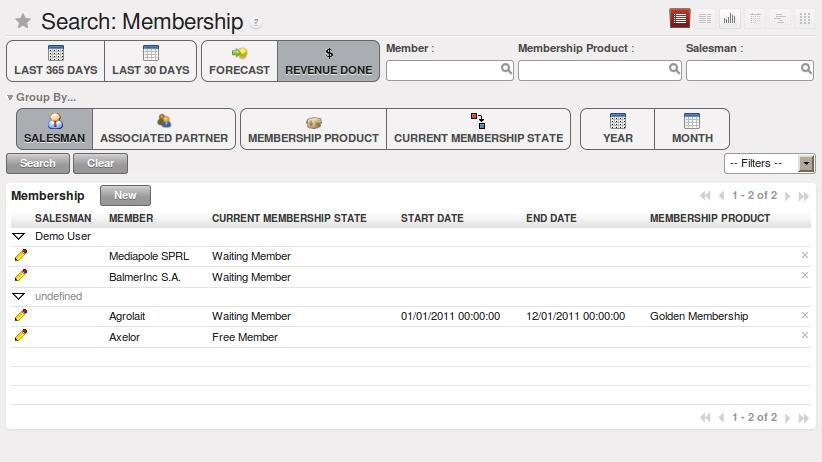 Search: Membership ?
LAST 365 DAYS LAST 30 DAYS FORECAST $ REVENUE DONE Member : Membership Product : Salesman :
Group By...
SALESMAN ASSOCIATED PARTNER MEMBERSHIP PRODUCT CURRENT MEMBERSHIP STATE YEAR MONTH
Search Clear -- Filters --
Membership New 1 - 2 of 2
SALESMAN MEMBER CURRENT MEMBERSHIP STATE START DATE END DATE MEMBERSHIP PRODUCT
Demo User
Mediapole SPRL Waiting Member
BalmerInc S.A. Waiting Member
undefined
Agrolait Waiting Member 01/01/2011 00:00:00 12/01/2011 00:00:00 Golden Membership
Axelor Free Member
1 - 2 of 2